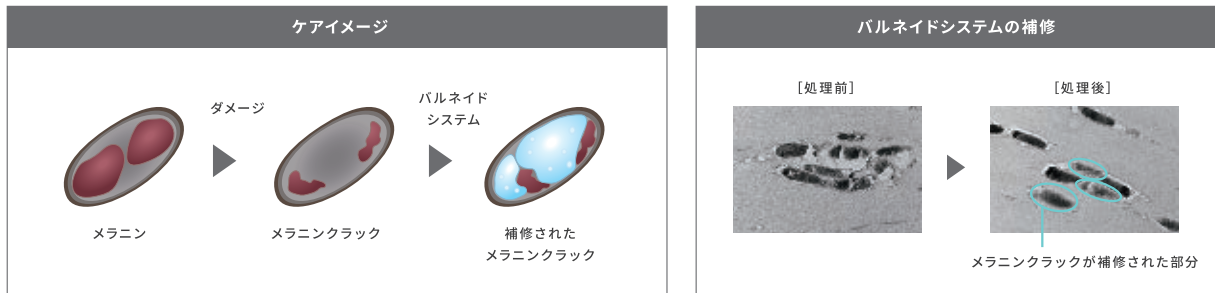 ケアイメージ
ダメージ
バルネイド
システム
メラニン
メラニンクラック
補修された
メラニンクラック
バルネイドシステムの補修
[処理前]
[処理後]
メラニンクラックが補修された部分